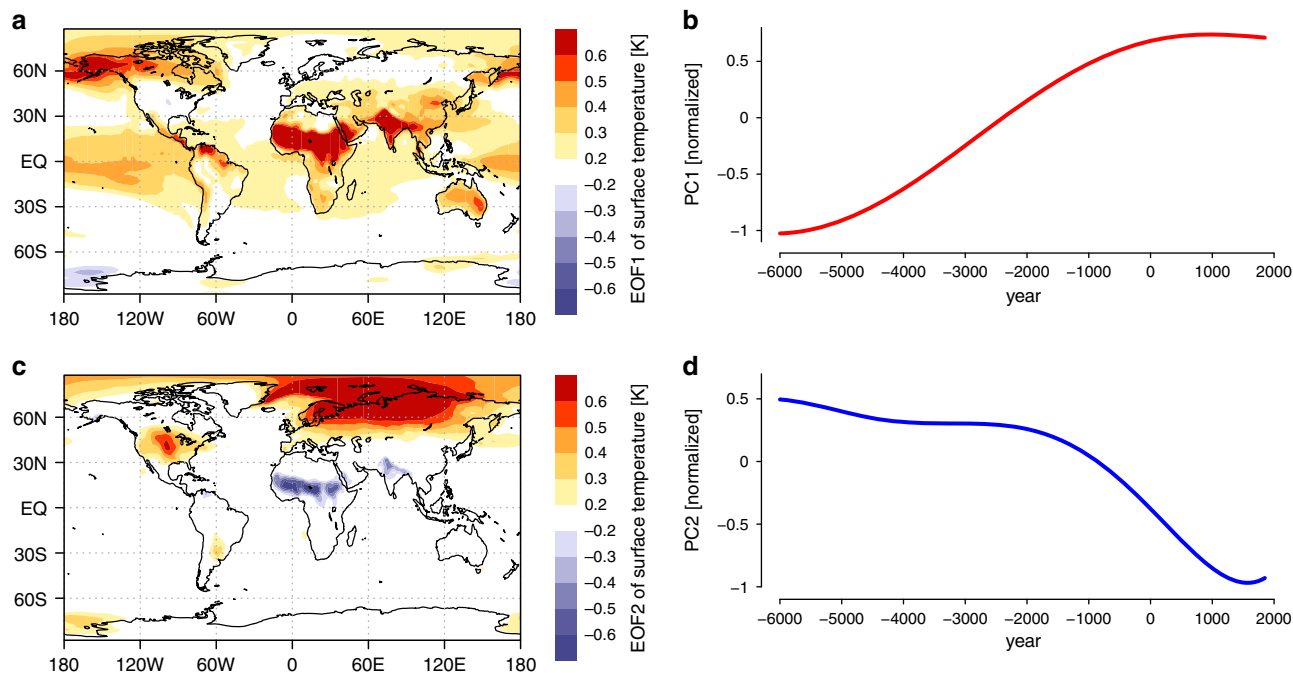 a
60N
30N
EQ
30S
60S
180 120W 60W 0 60E 120E 180
0.6
0.5
0.4
0.3
0.2
−0.2
−0.3
−0.4
−0.5
−0.6
EOF1 of surface temperature [K]
b
0.5
0
−0.5
−1
PC1 [normalized]
−6000 −5000 −4000 −3000 −2000 −1000 0 1000 2000
year
c
60N
30N
EQ
30S
60S
180 120W 60W 0 60E 120E 180
0.6
0.5
0.4
0.3
0.2
−0.2
−0.3
−0.4
−0.5
−0.6
EOF2 of surface temperature [K]
d
0.5
0
−0.5
−1
PC2 [normalized]
−6000 −5000 −4000 −3000 −2000 −1000 0 1000 2000
year